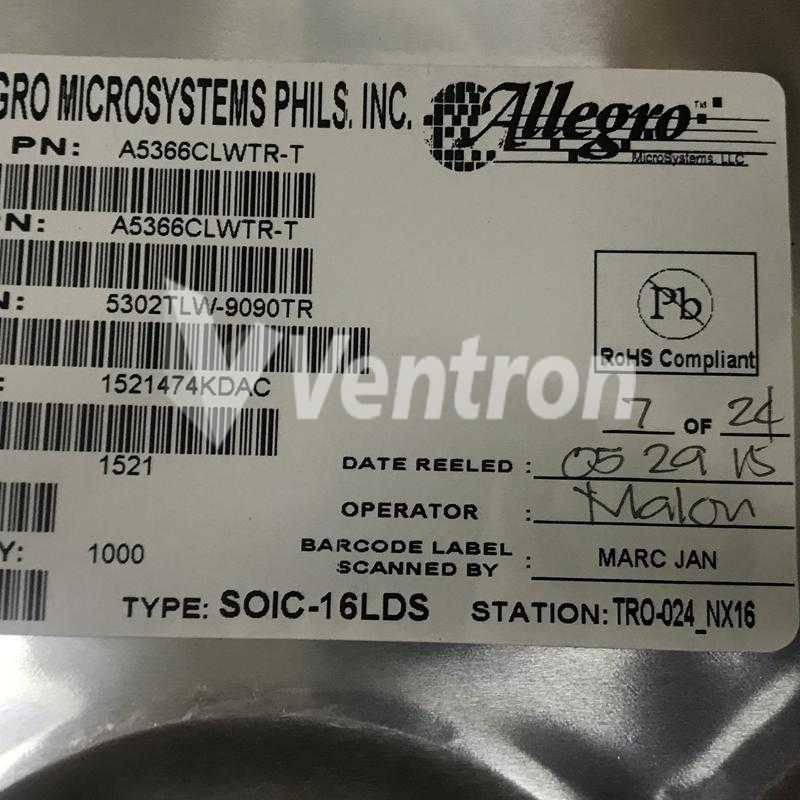 GRO MICROSYSTEMS PHILS. INC.
Allegro™
MicroSystems, LLC
PN: A5366CLWTR-T
PN: A5366CLWTR-T
N: 5302TLW-9090TR
Pb
RoHS Compliant
Ventron
: 1521474KDAC
7 OF 24
1521
DATE REELED : 05 29 15
OPERATOR : Malon
Y: 1000
BARCODE LABEL
SCANNED BY : MARC JAN
TYPE: SOIC-16LDS STATION: TRO-024_NX16